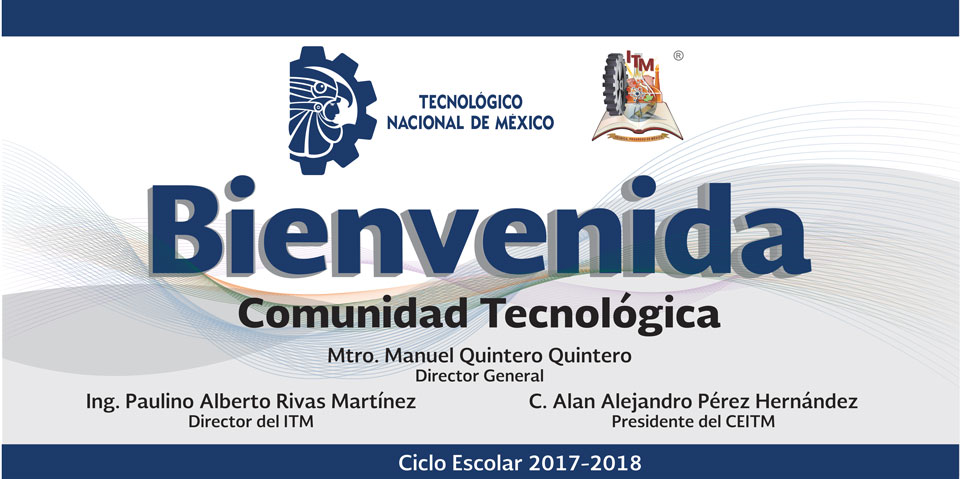 TECNOLÓGICO
NACIONAL DE MÉXICO
ITM
®
Bienvenida
Comunidad Tecnológica
Mtro. Manuel Quintero Quintero
Director General
Ing. Paulino Alberto Rivas Martínez
Director del ITM
C. Alan Alejandro Pérez Hernández
Presidente del CEITM
Ciclo Escolar 2017-2018